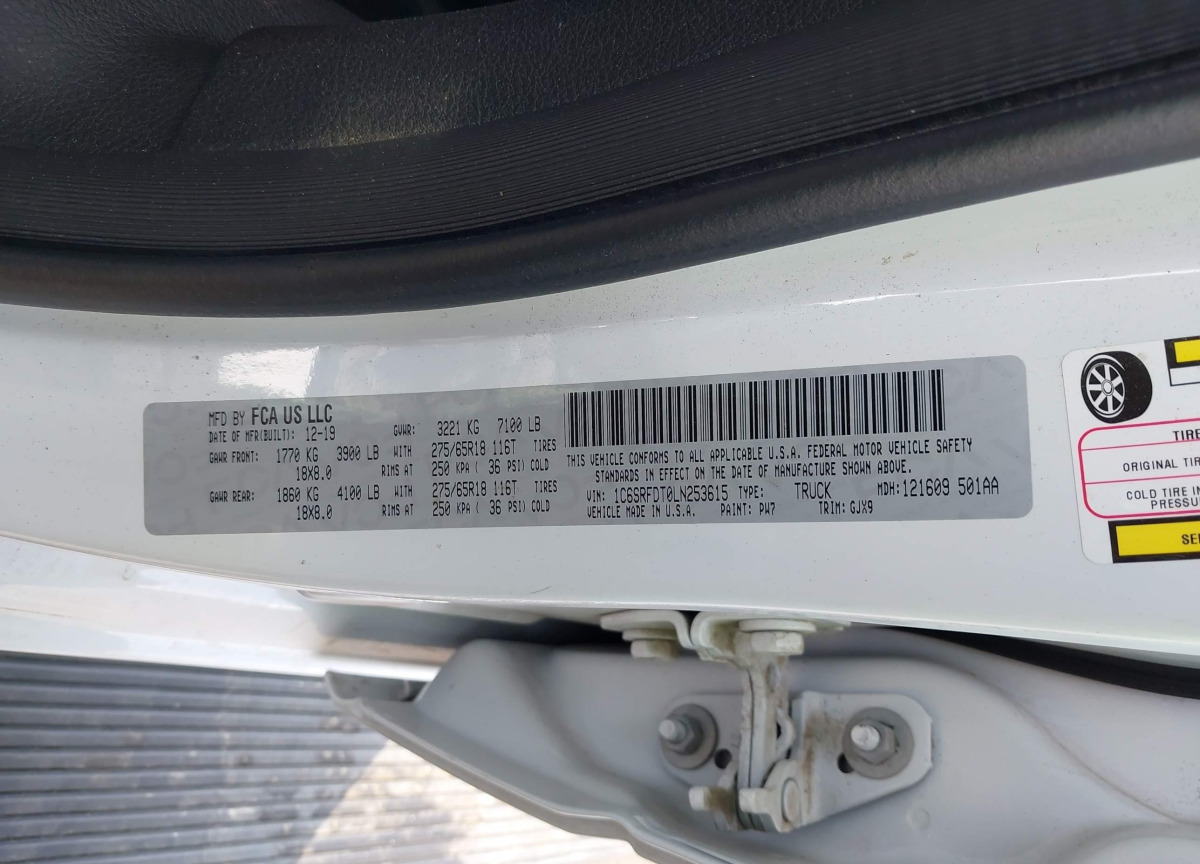 MFD BY FCA US LLC
DATE OF MFR(BUILT): 12-19 GVWR: 3221 KG 7100 LB
GAWR FRONT: 1770 KG 3900 LB WITH 275/65R18 116T TIRES
18X8.0 RIMS AT 250 KPA ( 36 PSI) COLD
GAWR REAR: 1860 KG 4100 LB WITH 275/65R18 116T TIRES
18X8.0 RIMS AT 250 KPA ( 36 PSI) COLD
THIS VEHICLE CONFORMS TO ALL APPLICABLE U.S.A. FEDERAL MOTOR VEHICLE SAFETY
STANDARDS IN EFFECT ON THE DATE OF MANUFACTURE SHOWN ABOVE.
VIN: 1C6SRFDT0LN253615 TYPE: TRUCK MDH: 121609 501AA
VEHICLE MADE IN U.S.A. PAINT: PW7 TRIM: GJX9
TIRE
ORIGINAL TIRE
COLD TIRE
PRESSU
SEE